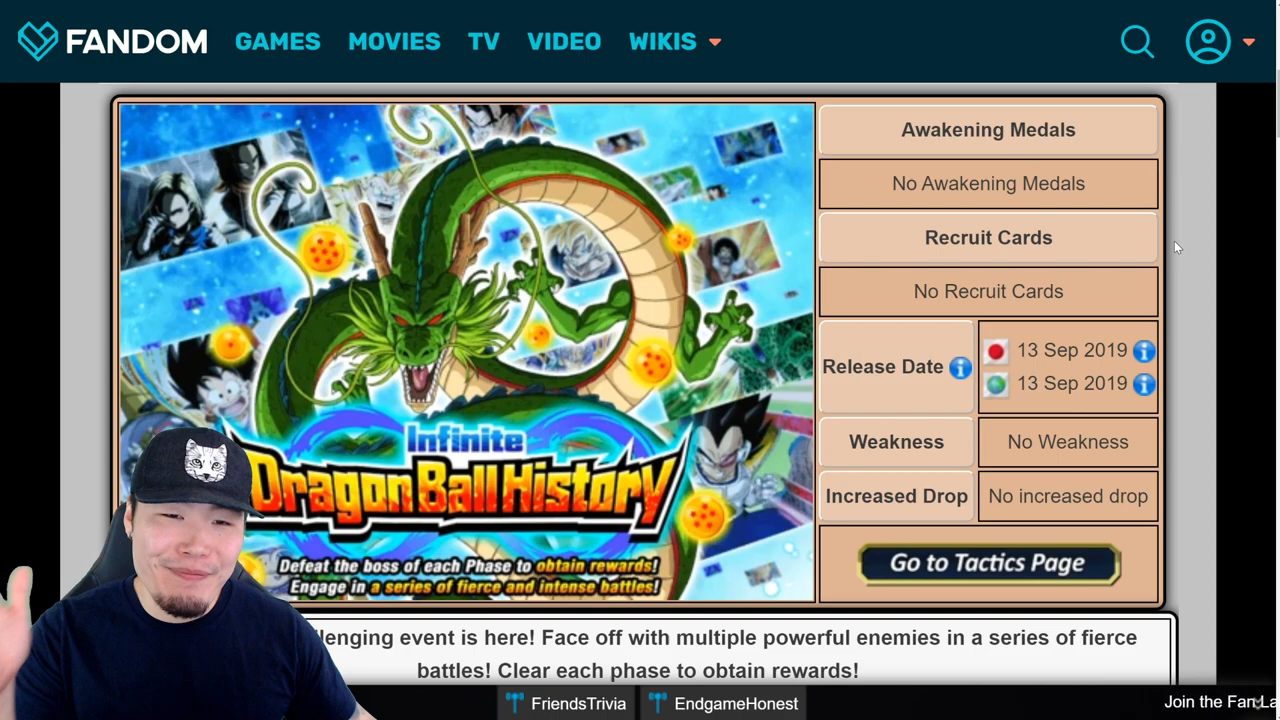 FANDOM GAMES MOVIES TV VIDEO WIKIS
Awakening Medals
No Awakening Medals
Recruit Cards
No Recruit Cards
Release Date
13 Sep 2019
13 Sep 2019
Weakness
No Weakness
Increased Drop
No increased drop
Go to Tactics Page
Infinite
Dragon Ball History
Defeat the boss of each Phase to obtain rewards!
Engage in a series of fierce and intense battles!
event is here! Face off with multiple powerful enemies in a series of fierce
battles! Clear each phase to obtain rewards!
FriendsTrivia
EndgameHonest
Join the